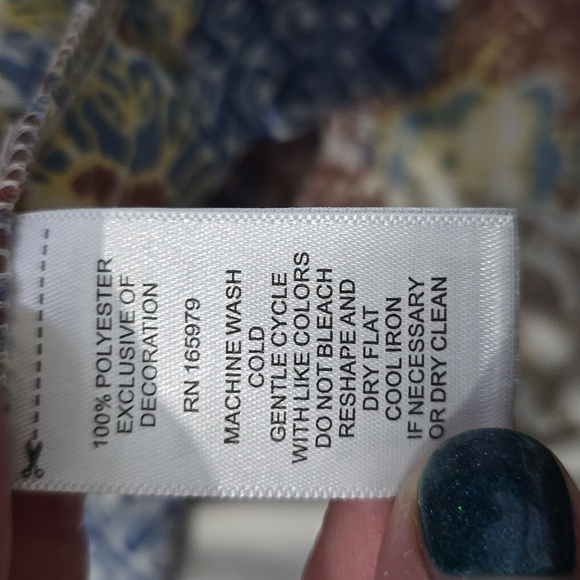 100% POLYESTER
EXCLUSIVE OF
DECORATION
RN 165979
MACHINE WASH
COLD
GENTLE CYCLE
WITH LIKE COLORS
DO NOT BLEACH
RESHAPE AND
DRY FLAT
COOL IRON
IF NECESSARY
OR DRY CLEAN